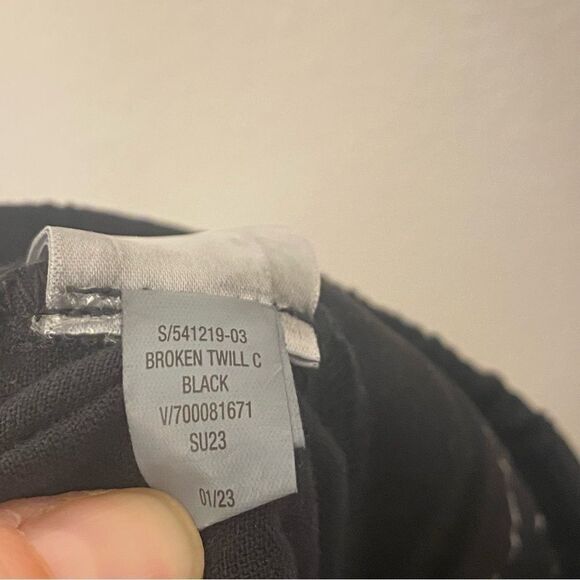 S/541219-03
BROKEN TWILL C
BLACK
V/700081671
SU23
01/23